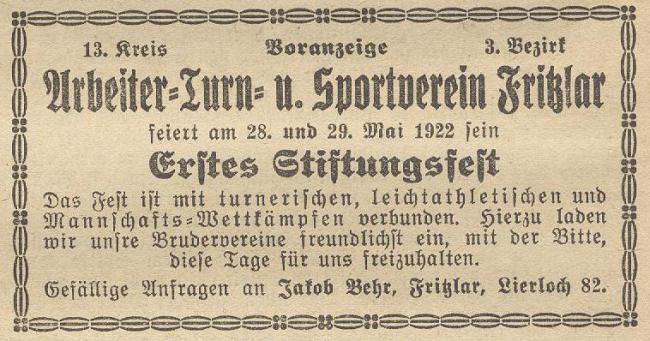 13. Kreis Voranzeige 3. Bezirk
Arbeiter-Turn- u. Sportverein Fritzlar
feiert am 28. und 29. Mai 1922 sein
Erstes Stiftungsfest
Das Fest ist mit turnerischen, leichtathletischen und
Mannschafts-Wettkämpfen verbunden. Hierzu laden
wir unsre Brudervereine freundlichst ein, mit der Bitte,
diese Tage für uns freizuhalten.
Gefällige Anfragen an Jakob Behr, Fritzlar, Lierloch 82.